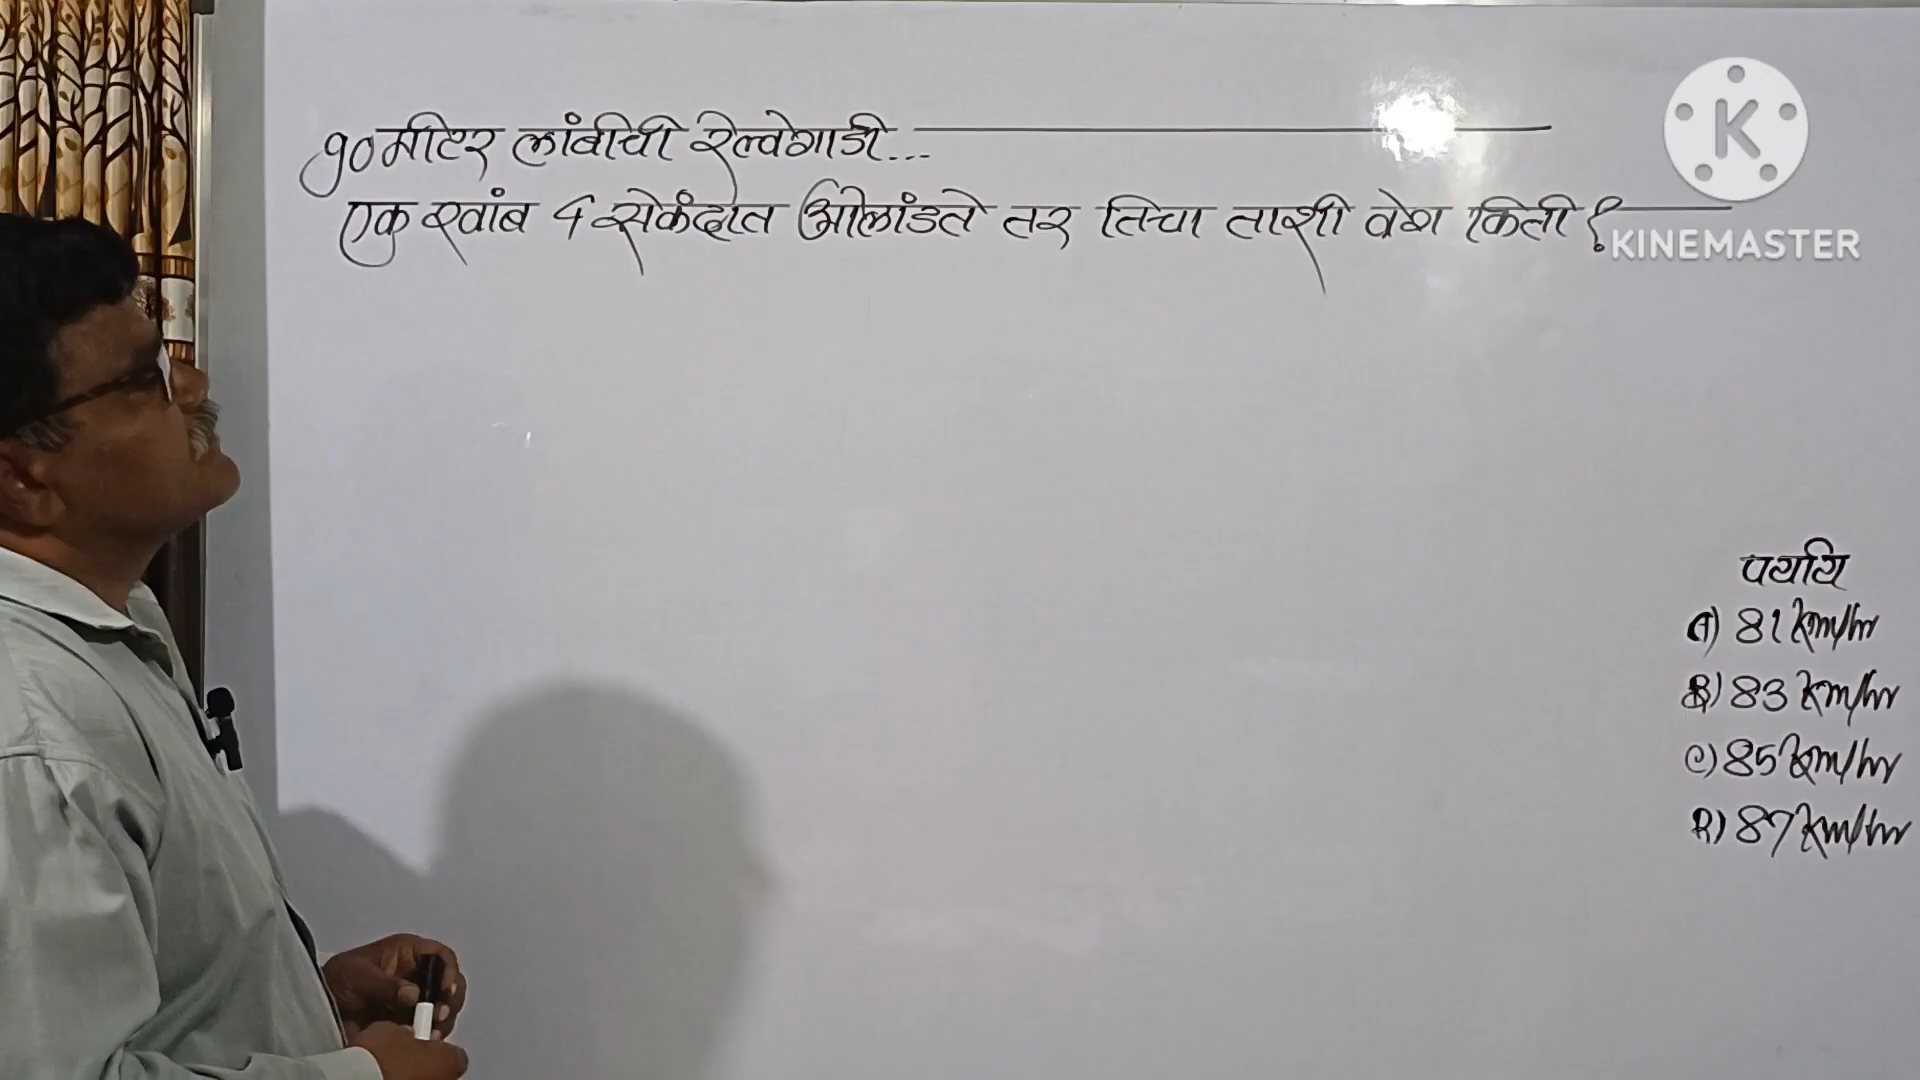 90 मीटर लांबीची रेल्वेगाडी...
एक खांब 4 सेकंदात ओलांडते तर तिचा ताशी वेग किती?
K
KINEMASTER
पर्याय
A) 81 km/hr
B) 83 km/hr
C) 85 km/hr
D) 87 km/hr